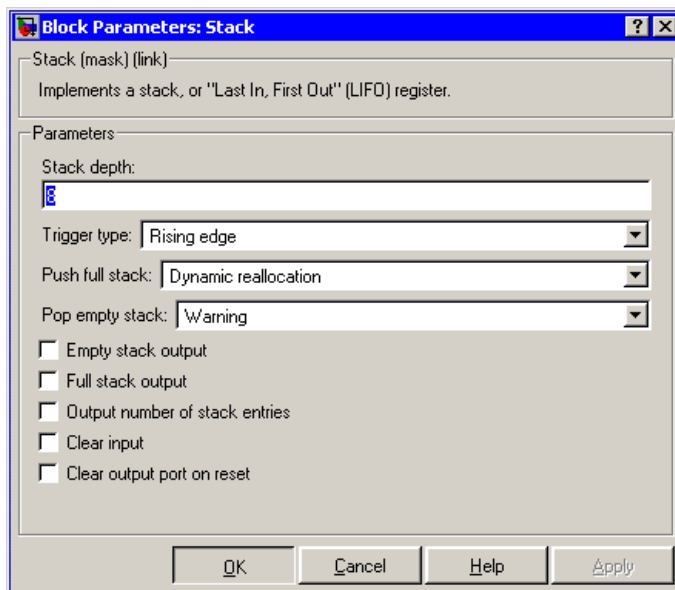 Block Parameters: Stack
Stack (mask) (link)
Implements a stack, or "Last In, First Out" (LIFO) register.
Parameters
Stack depth:
8
Trigger type: Rising edge
Push full stack: Dynamic reallocation
Pop empty stack: Warning
Empty stack output
Full stack output
Output number of stack entries
Clear input
Clear output port on reset
OK Cancel Help Apply